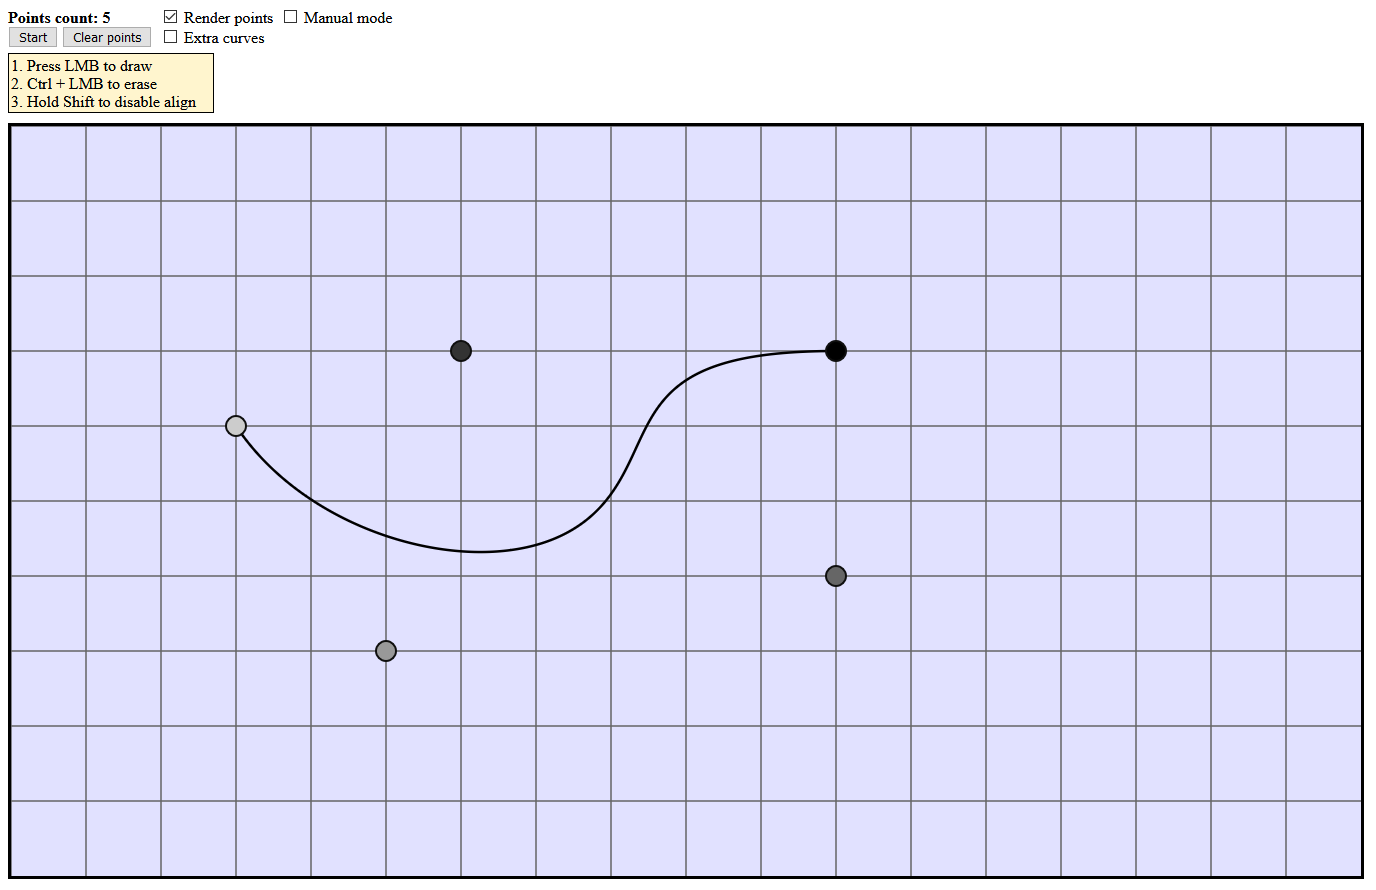 Points count: 5
Render points
Manual mode
Start
Clear points
Extra curves
1. Press LMB to draw
2. Ctrl + LMB to erase
3. Hold Shift to disable align